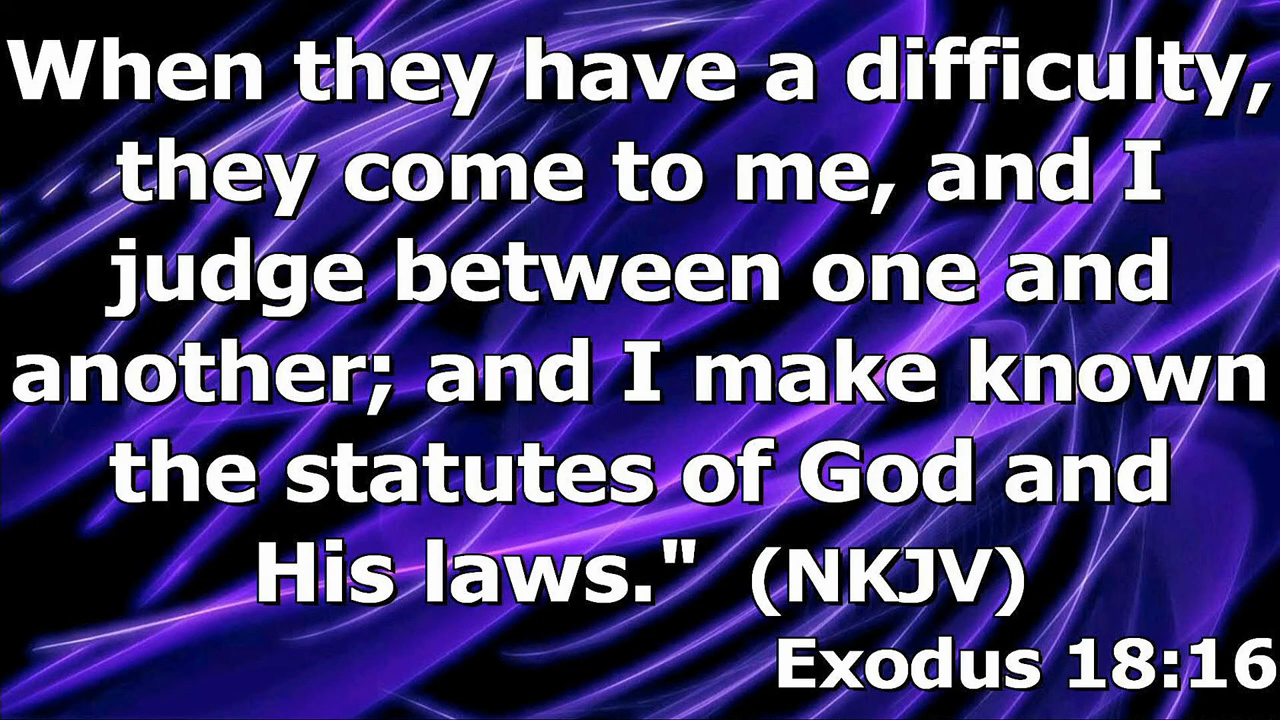 When they have a difficulty,
they come to me, and I
judge between one and
another; and I make known
the statutes of God and
His laws." (NKJV)
Exodus 18:16